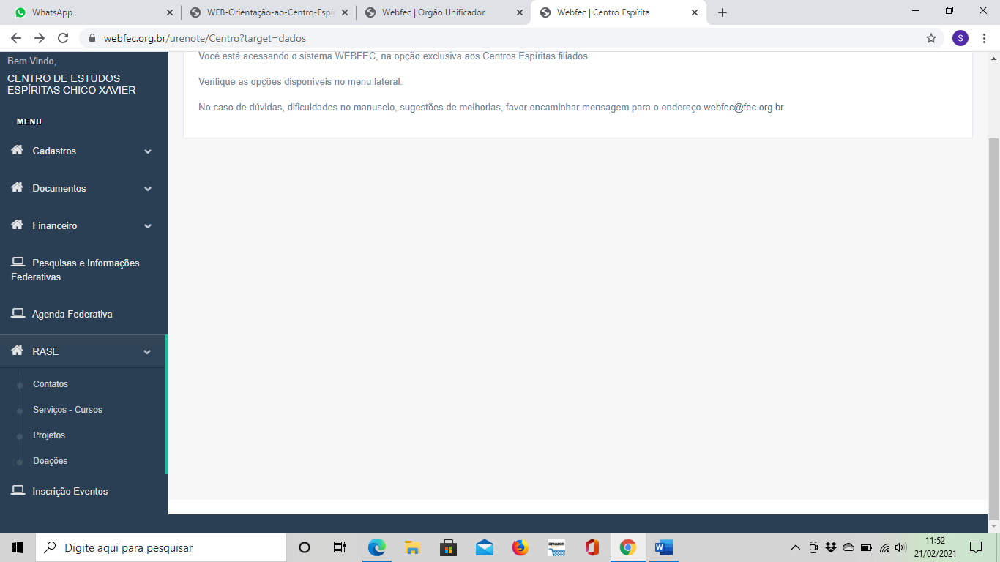 WhatsApp
WEB-Orientação-ao-Centro-Espír
Webfec | Orgão Unificador
Webfec | Centro Espírita
webfec.org.br/urenote/Centro?target=dados
S
Bem Vindo,
CENTRO DE ESTUDOS
ESPÍRITAS CHICO XAVIER
MENU
Cadastros
Documentos
Financeiro
Pesquisas e Informações
Federativas
Agenda Federativa
RASE
Contatos
Serviços - Cursos
Projetos
Doações
Inscrição Eventos
Você está acessando o sistema WEBFEC, na opção exclusiva aos Centros Espíritas filiados
Verifique as opções disponíveis no menu lateral.
No caso de dúvidas, dificuldades no manuseio, sugestões de melhorias, favor encaminhar mensagem para o endereço webfec@fec.org.br
Digite aqui para pesquisar
amazon
W
11:52
21/02/2021